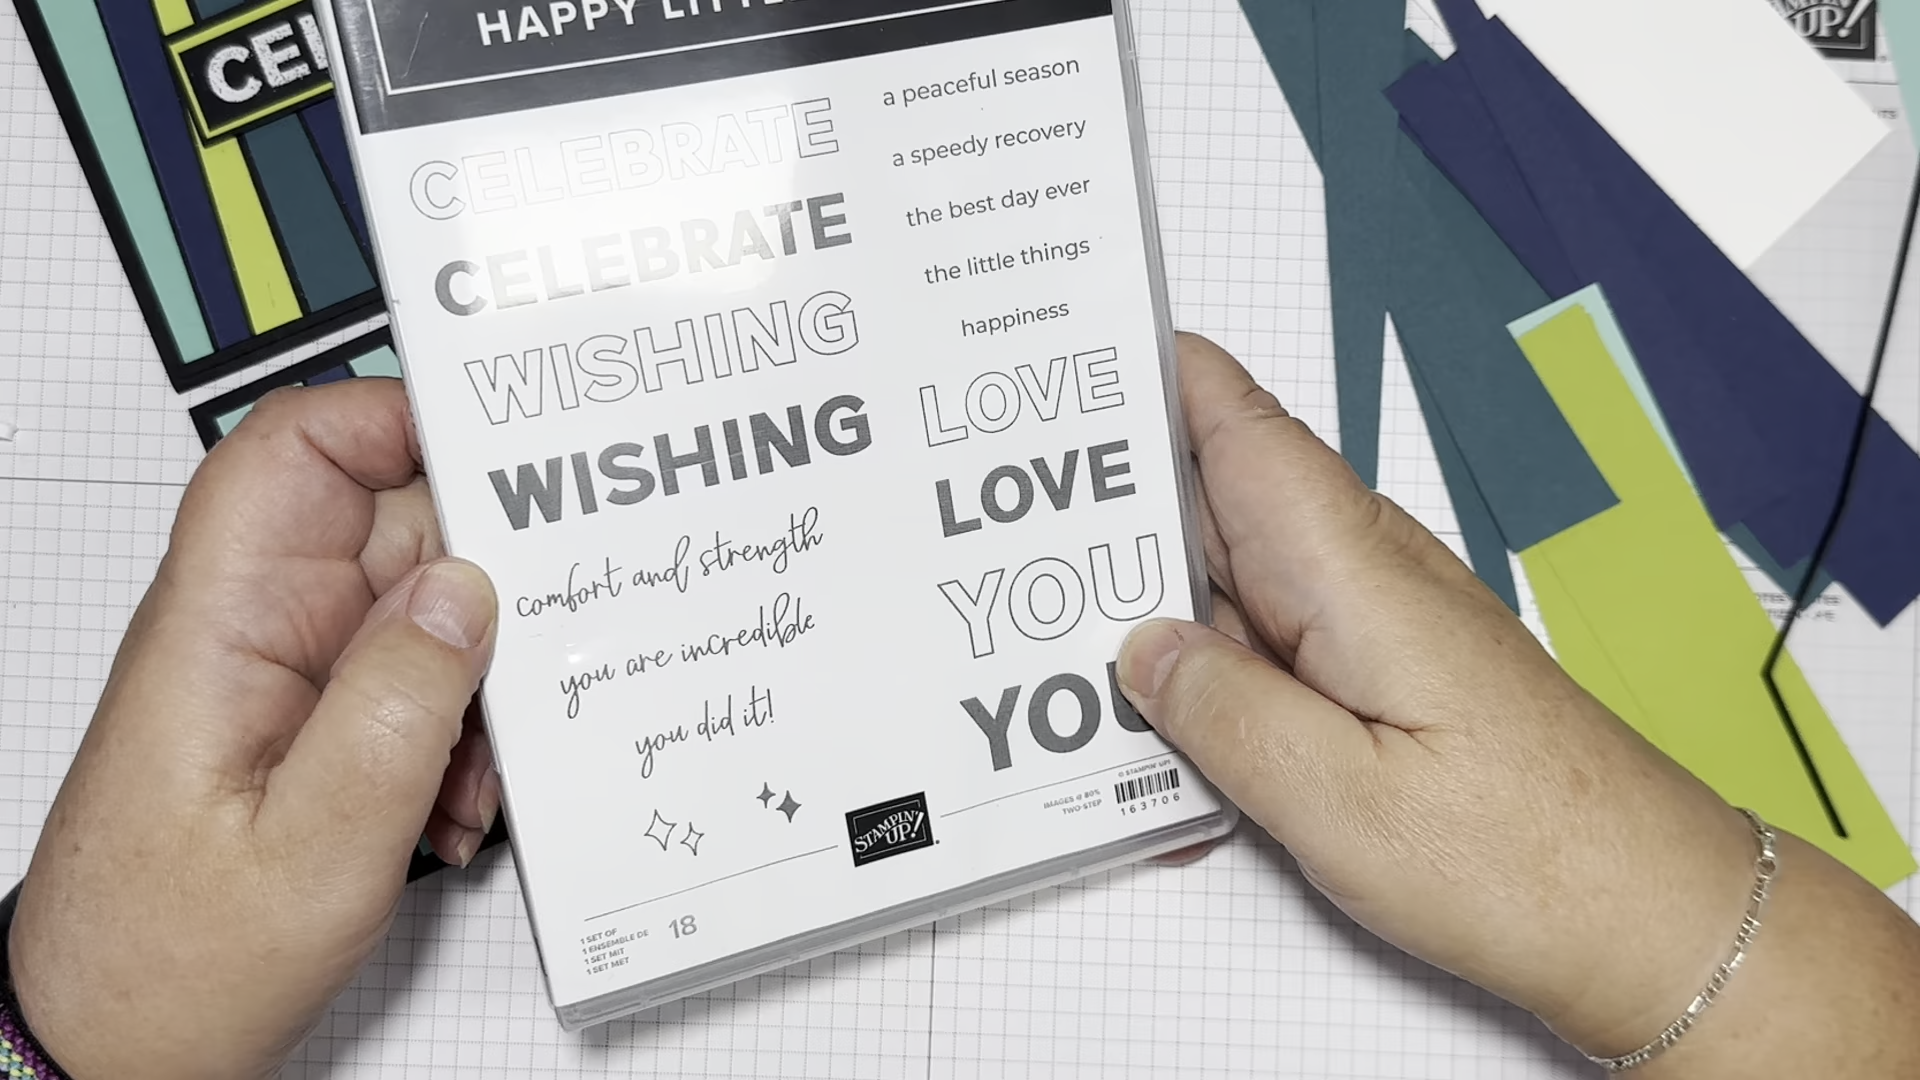 HAPPY LITTLE
CELEBRATE
CELEBRATE
WISHING
WISHING
comfort and strength
you are incredible
you did it!
a peaceful season
a speedy recovery
the best day ever
the little things
happiness
LOVE
LOVE
YOU
YOU
© STAMPIN' UP!
IMAGES @ 80%
TWO-STEP
163706
STAMPIN'
UP!
1 SET OF
1 ENSEMBLE DE
1 SET MIT
1 SET MET
18
CEL
STAMPIN'
UP!